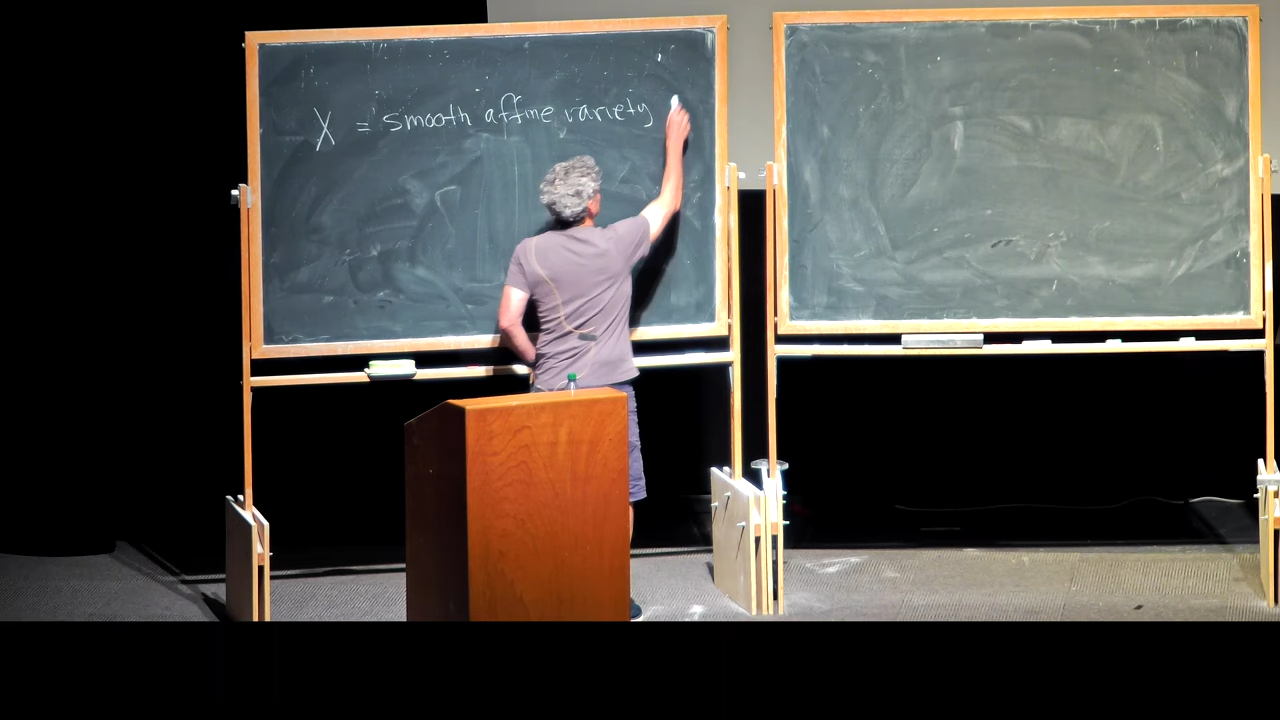 X = smooth affine variety